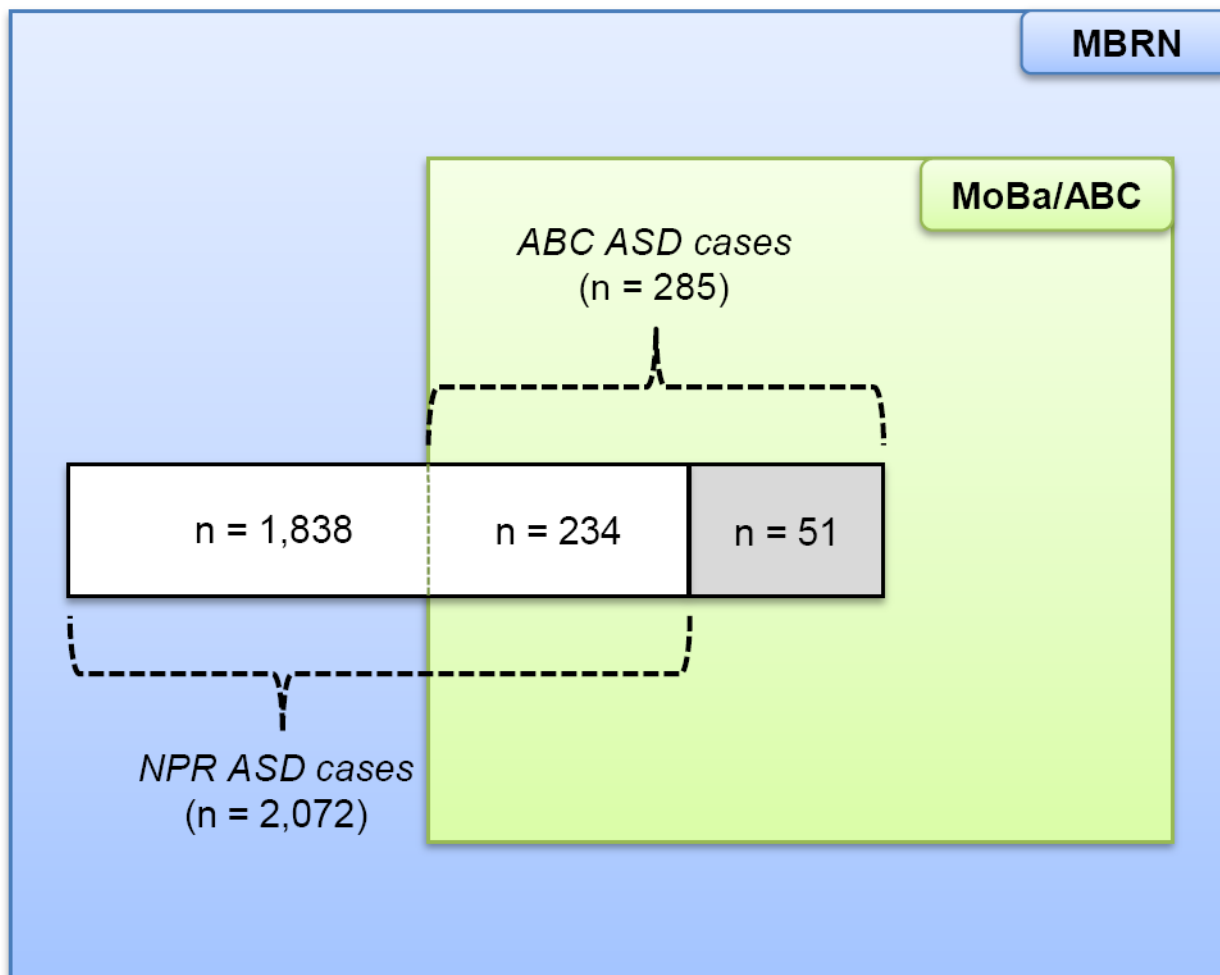 MBRN
MoBa/ABC
ABC ASD cases
(n = 285)
n = 1,838
n = 234
n = 51
NPR ASD cases
(n = 2,072)